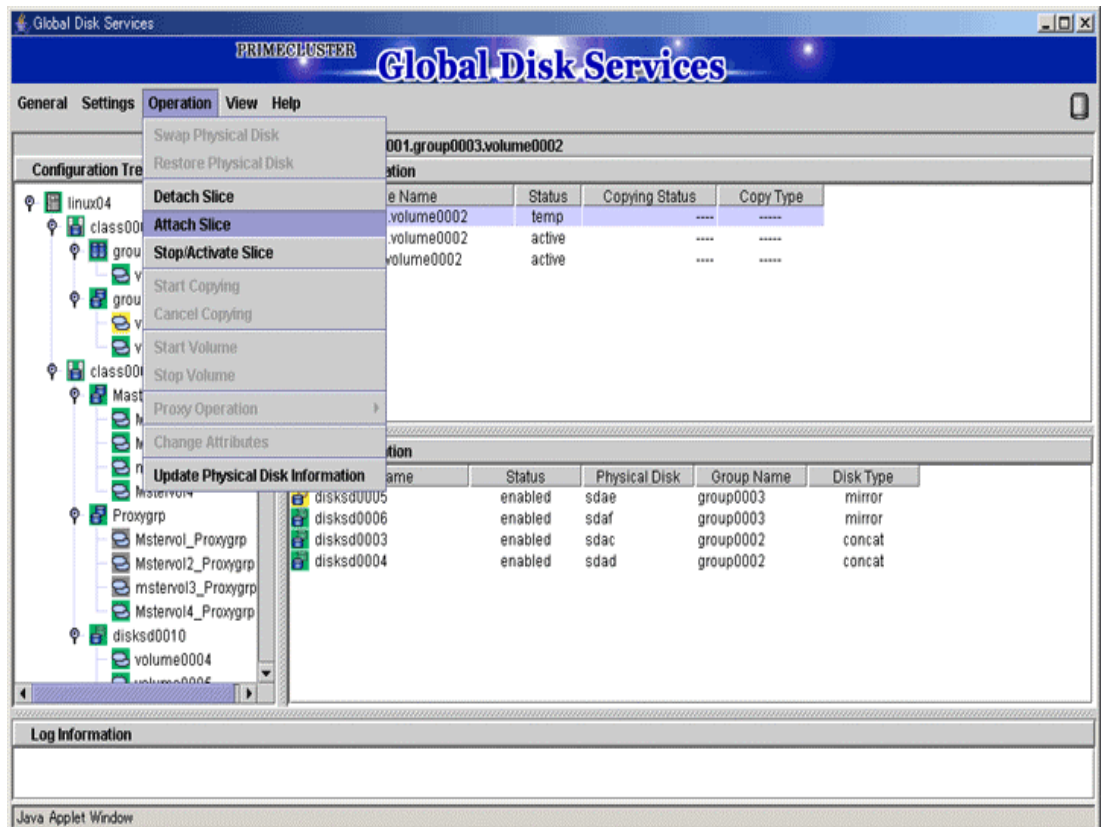 Global Disk Services
PRIMECLUSTER
Global Disk Services
General Settings Operation View Help
001.group0003.volume0002
Configuration Tre
ation
Swap Physical Disk
Restore Physical Disk
Detach Slice
Attach Slice
Stop/Activate Slice
Start Copying
Cancel Copying
Start Volume
Stop Volume
Proxy Operation
Change Attributes
Update Physical Disk Information
linux04
class00
grou
v
grou
v
v
class00
Mast
M
M
m
Mstervol4
Proxygrp
Mstervol_Proxygrp
Mstervol2_Proxygrp
mstervol3_Proxygrp
Mstervol4_Proxygrp
disksd0010
volume0004
e Name Status Copying Status Copy Type
.volume0002 temp ---- -----
.volume0002 active ---- -----
volume0002 active ---- -----
ation
ame Status Physical Disk Group Name Disk Type
disksd0005 enabled sdae group0003 mirror
disksd0006 enabled sdaf group0003 mirror
disksd0003 enabled sdac group0002 concat
disksd0004 enabled sdad group0002 concat
Log Information
Java Applet Window